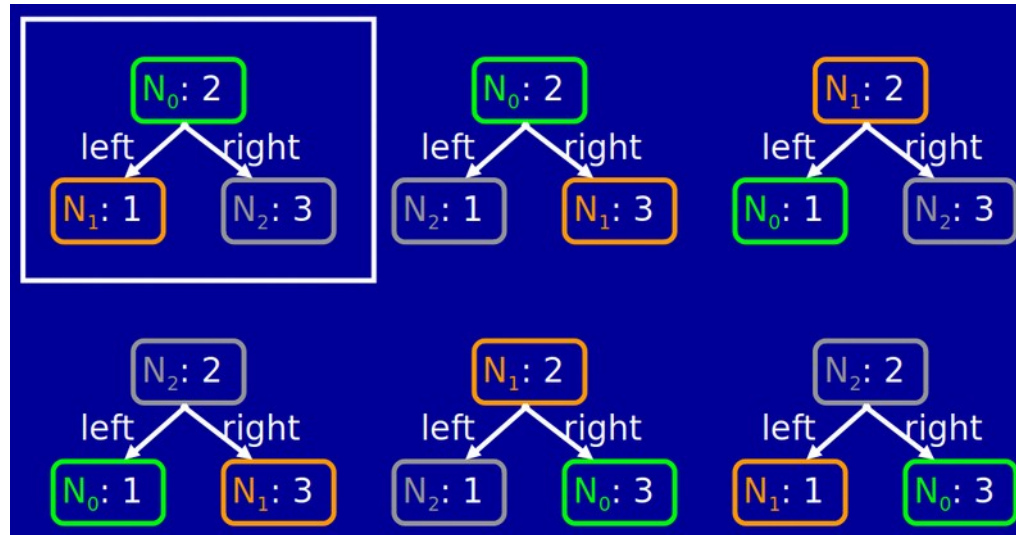 N₀: 2 N₀: 2 N₁: 2
left right left right left right
N₁: 1 N₂: 3 N₂: 1 N₁: 3 N₀: 1 N₂: 3
N₂: 2 N₁: 2 N₂: 2
left right left right left right
N₀: 1 N₁: 3 N₂: 1 N₀: 3 N₁: 1 N₀: 3